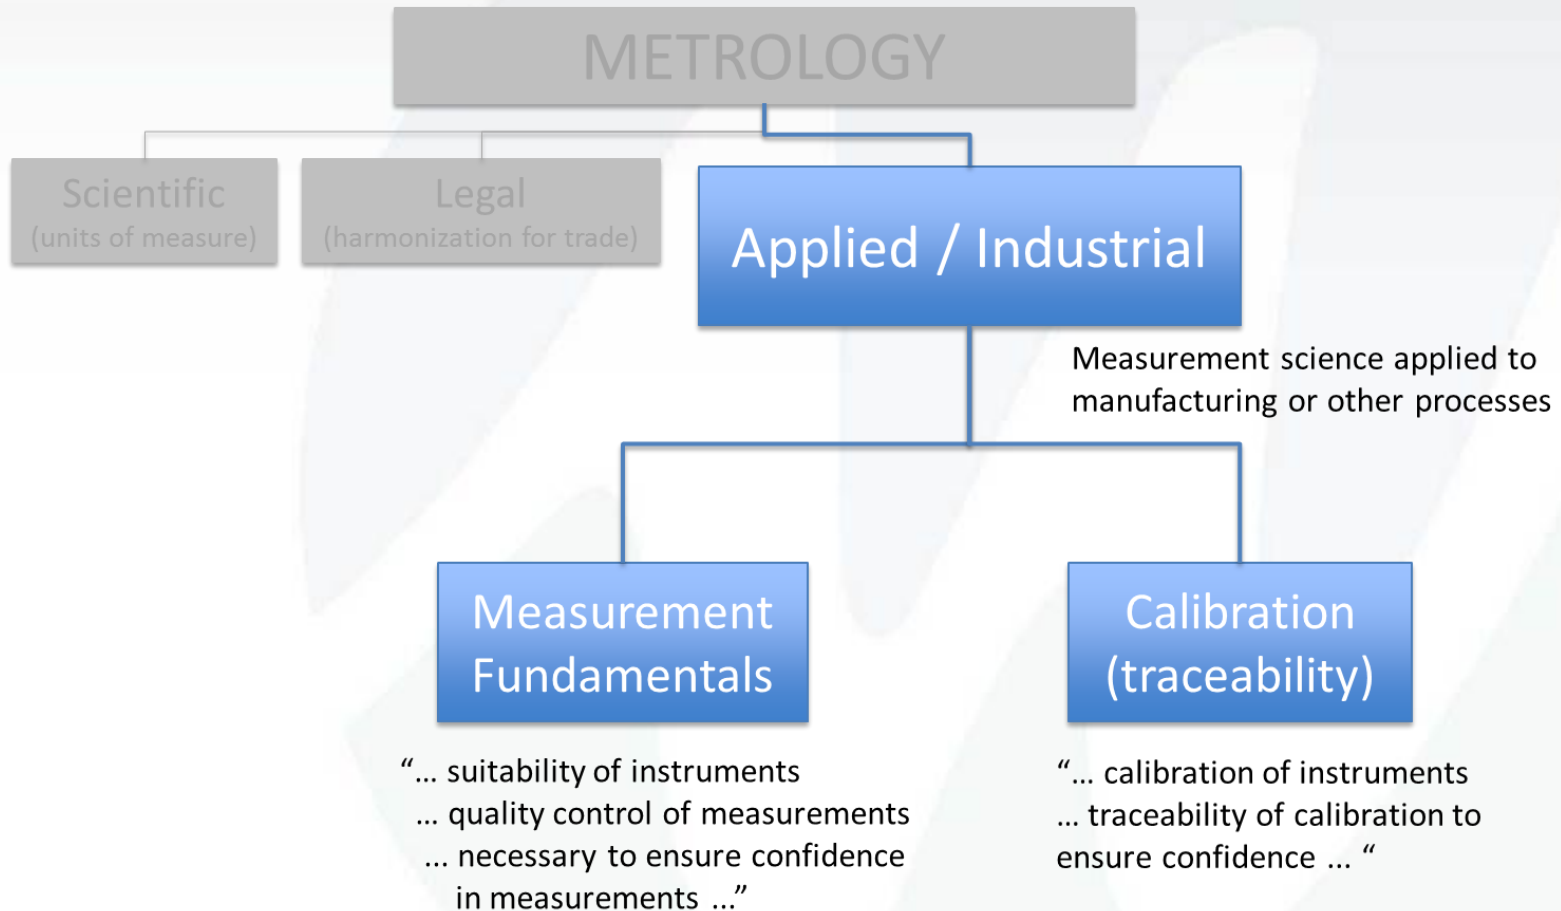 METROLOGY
Scientific
(units of measure)
Legal
(harmonization for trade)
Applied / Industrial
Measurement science applied to
manufacturing or other processes
Measurement
Fundamentals
“... suitability of instruments
... quality control of measurements
... necessary to ensure confidence
in measurements ...”
Calibration
(traceability)
“... calibration of instruments
... traceability of calibration to
ensure confidence ... “